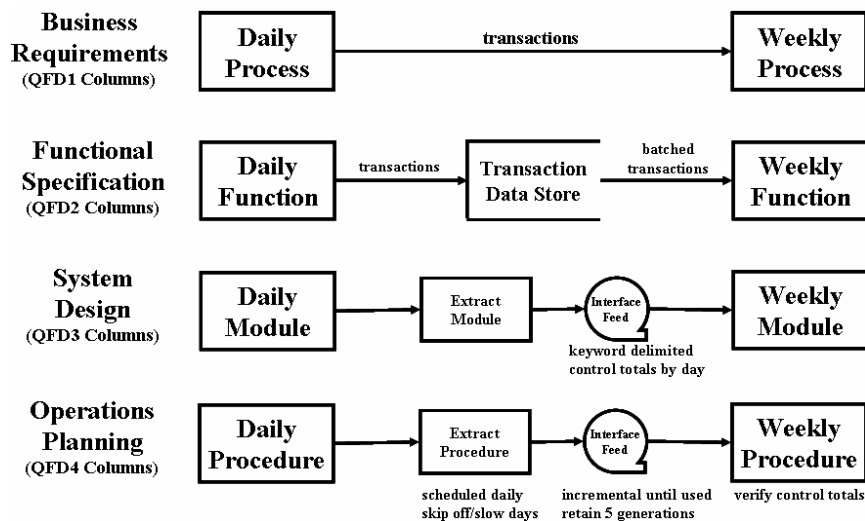 Business
Requirements
(QFD1 Columns)
Daily
Process
transactions
Weekly
Process
Functional
Specification
(QFD2 Columns)
Daily
Function
transactions
Transaction
Data Store
batched
transactions
Weekly
Function
System
Design
(QFD3 Columns)
Daily
Module
Extract
Module
Interface
Feed
keyword delimited
control totals by day
Weekly
Module
Operations
Planning
(QFD4 Columns)
Daily
Procedure
Extract
Procedure
scheduled daily
skip off/slow days
Interface
Feed
incremental until used
retain 5 generations
Weekly
Procedure
verify control totals